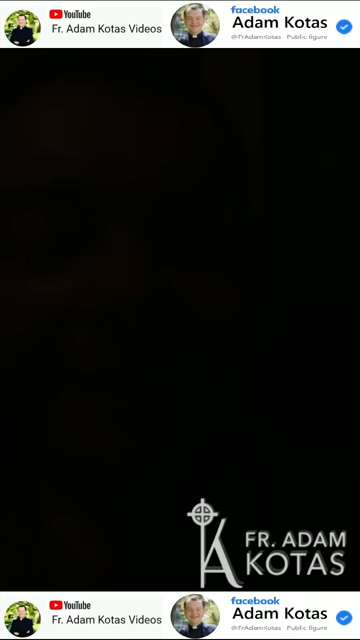 YouTube
Fr. Adam Kotas Videos
facebook
Adam Kotas
@FrAdamKotas Public figure
FR. ADAM
KOTAS
YouTube
Fr. Adam Kotas Videos
facebook
Adam Kotas
@FrAdamKotas Public figure